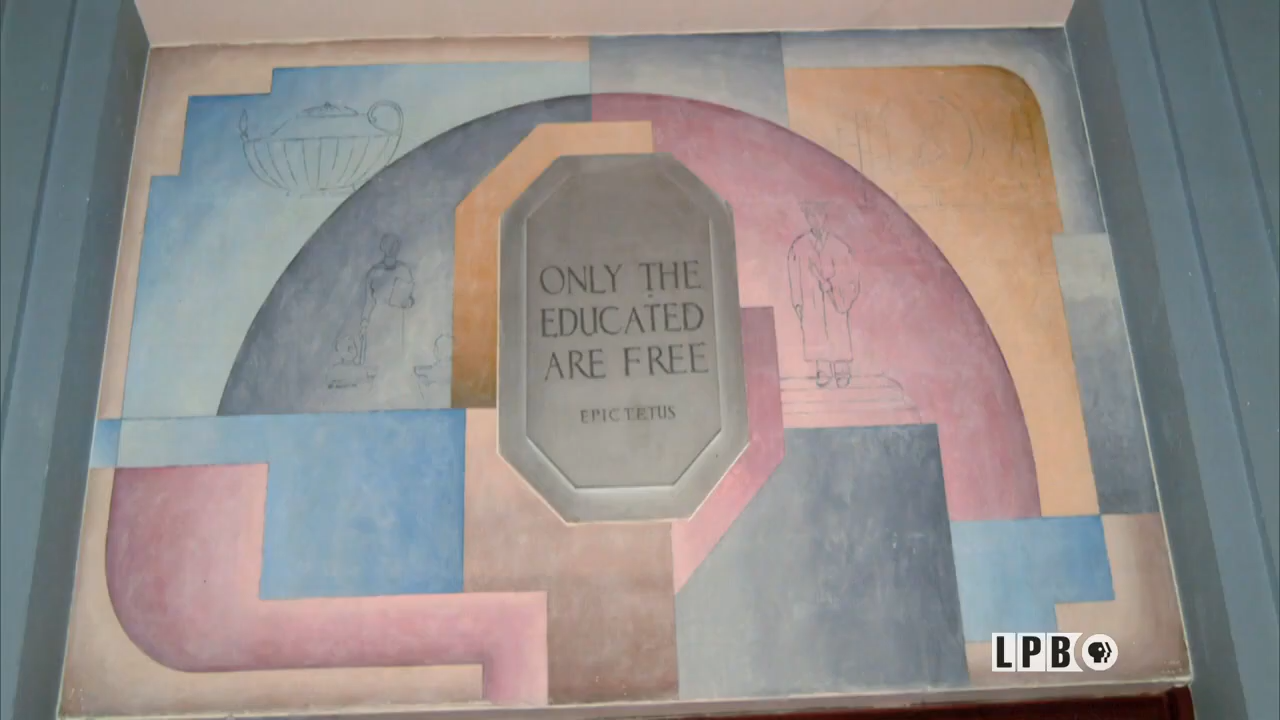 ONLY THE
EDUCATED
ARE FREE
EPICTETUS
LPB